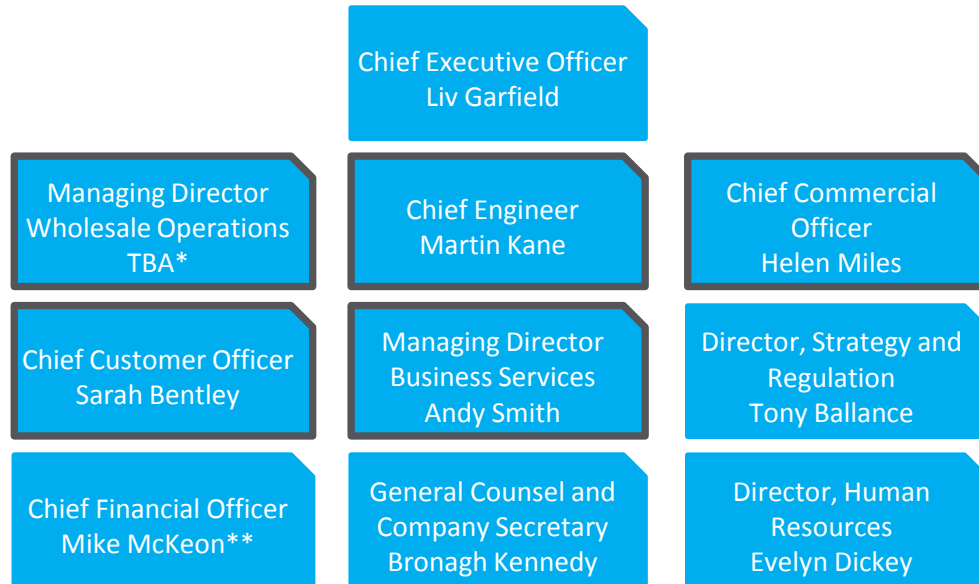 Chief Executive Officer
Liv Garfield
Managing Director
Wholesale Operations
TBA*
Chief Engineer
Martin Kane
Chief Commercial
Officer
Helen Miles
Chief Customer Officer
Sarah Bentley
Managing Director
Business Services
Andy Smith
Director, Strategy and
Regulation
Tony Ballance
Chief Financial Officer
Mike McKeon**
General Counsel and
Company Secretary
Bronagh Kennedy
Director, Human
Resources
Evelyn Dickey